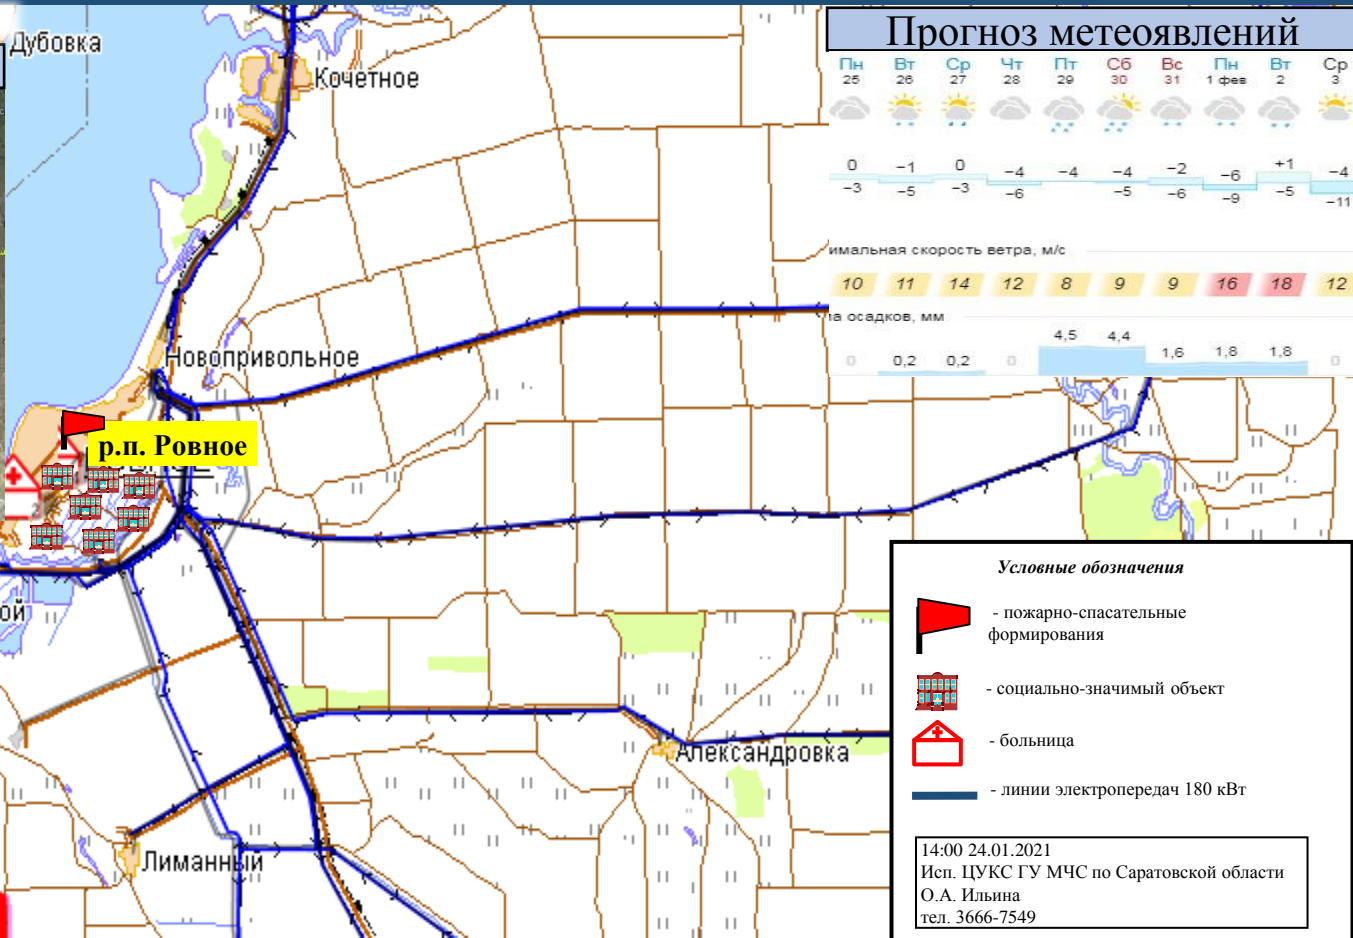 Прогноз метеоявлений
Пн Вт Ср Чт Пт Сб Вс Пн Вт Ср
25 26 27 28 29 30 31 1 фев 2 3
0 −1 0 −4 −4 −4 −2 −6 +1 −4
−3 −5 −3 −6 −5 −6 −9 −5 −11
имальная скорость ветра, м/с
10 11 14 12 8 9 9 16 18 12
а осадков, мм
0 0,2 0,2 0 4,5 4,4 1,6 1,8 1,8 0
Дубовка
Кочетное
Новопривольное
р.п. Ровное
2
ой
Александровка
Лиманный
Условные обозначения
- пожарно-спасательные
формирования
- социально-значимый объект
- больница
- линии электропередач 180 кВт
14:00 24.01.2021
Исп. ЦУКС ГУ МЧС по Саратовской области
О.А. Ильина
тел. 3666-7549